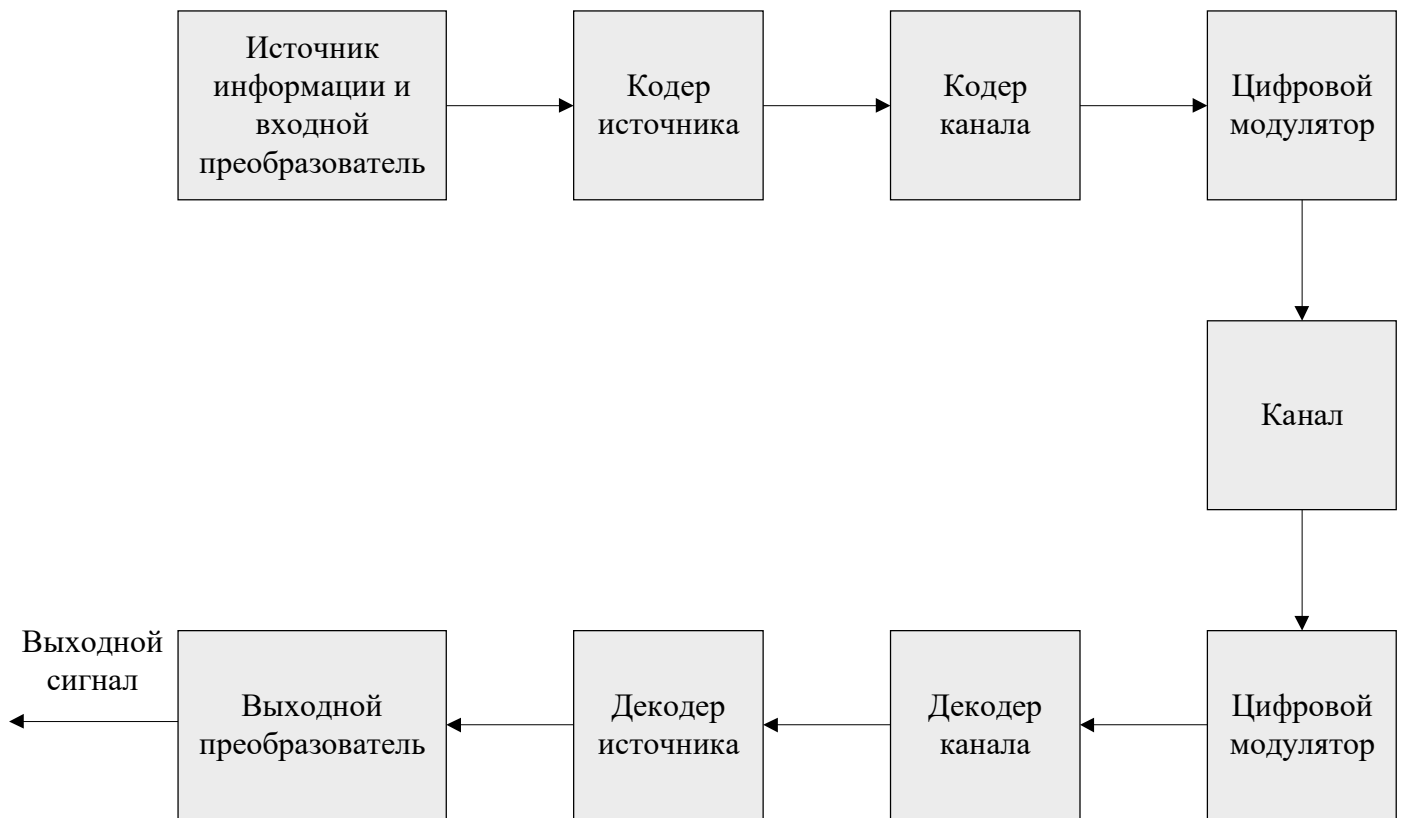 Источник
информации и
входной
преобразователь
Кодер
источника
Кодер
канала
Цифровой
модулятор
Канал
Выходной
сигнал
Выходной
преобразователь
Декодер
источника
Декодер
канала
Цифровой
модулятор